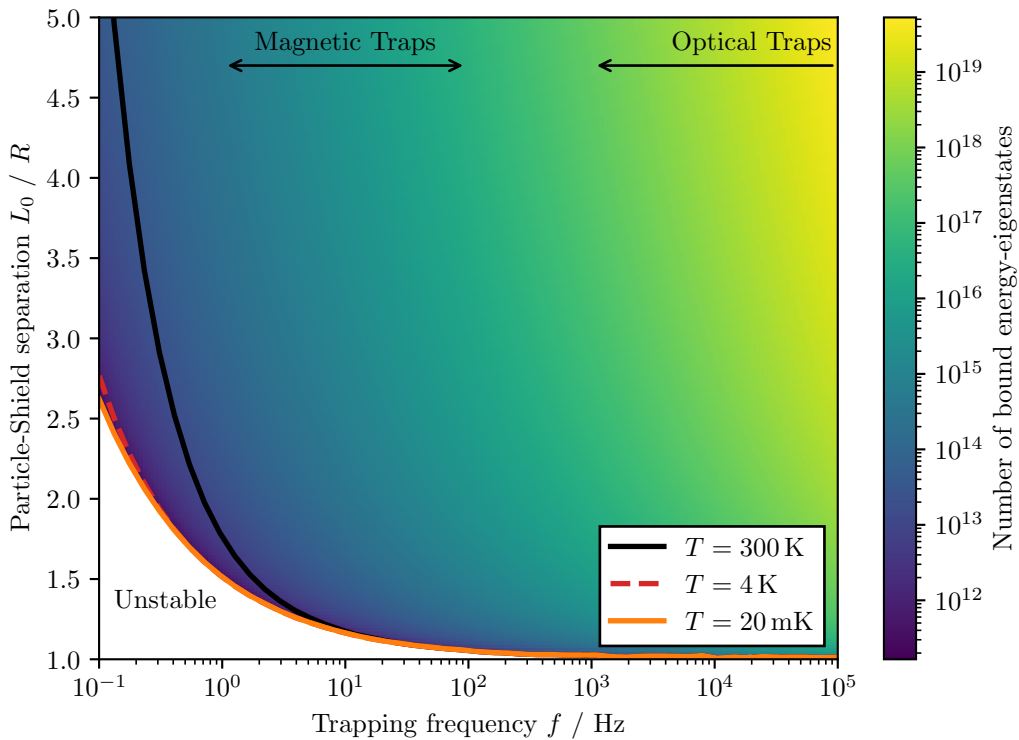 5.0
4.5
4.0
3.5
3.0
2.5
2.0
1.5
1.0
Particle-Shield separation L₀ / R
Magnetic Traps
Optical Traps
Unstable
T = 300 K
T = 4 K
T = 20 mK
10⁻¹ 10⁰ 10¹ 10² 10³ 10⁴ 10⁵
Trapping frequency f / Hz
10¹⁹
10¹⁸
10¹⁷
10¹⁶
10¹⁵
10¹⁴
10¹³
10¹²
Number of bound energy-eigenstates